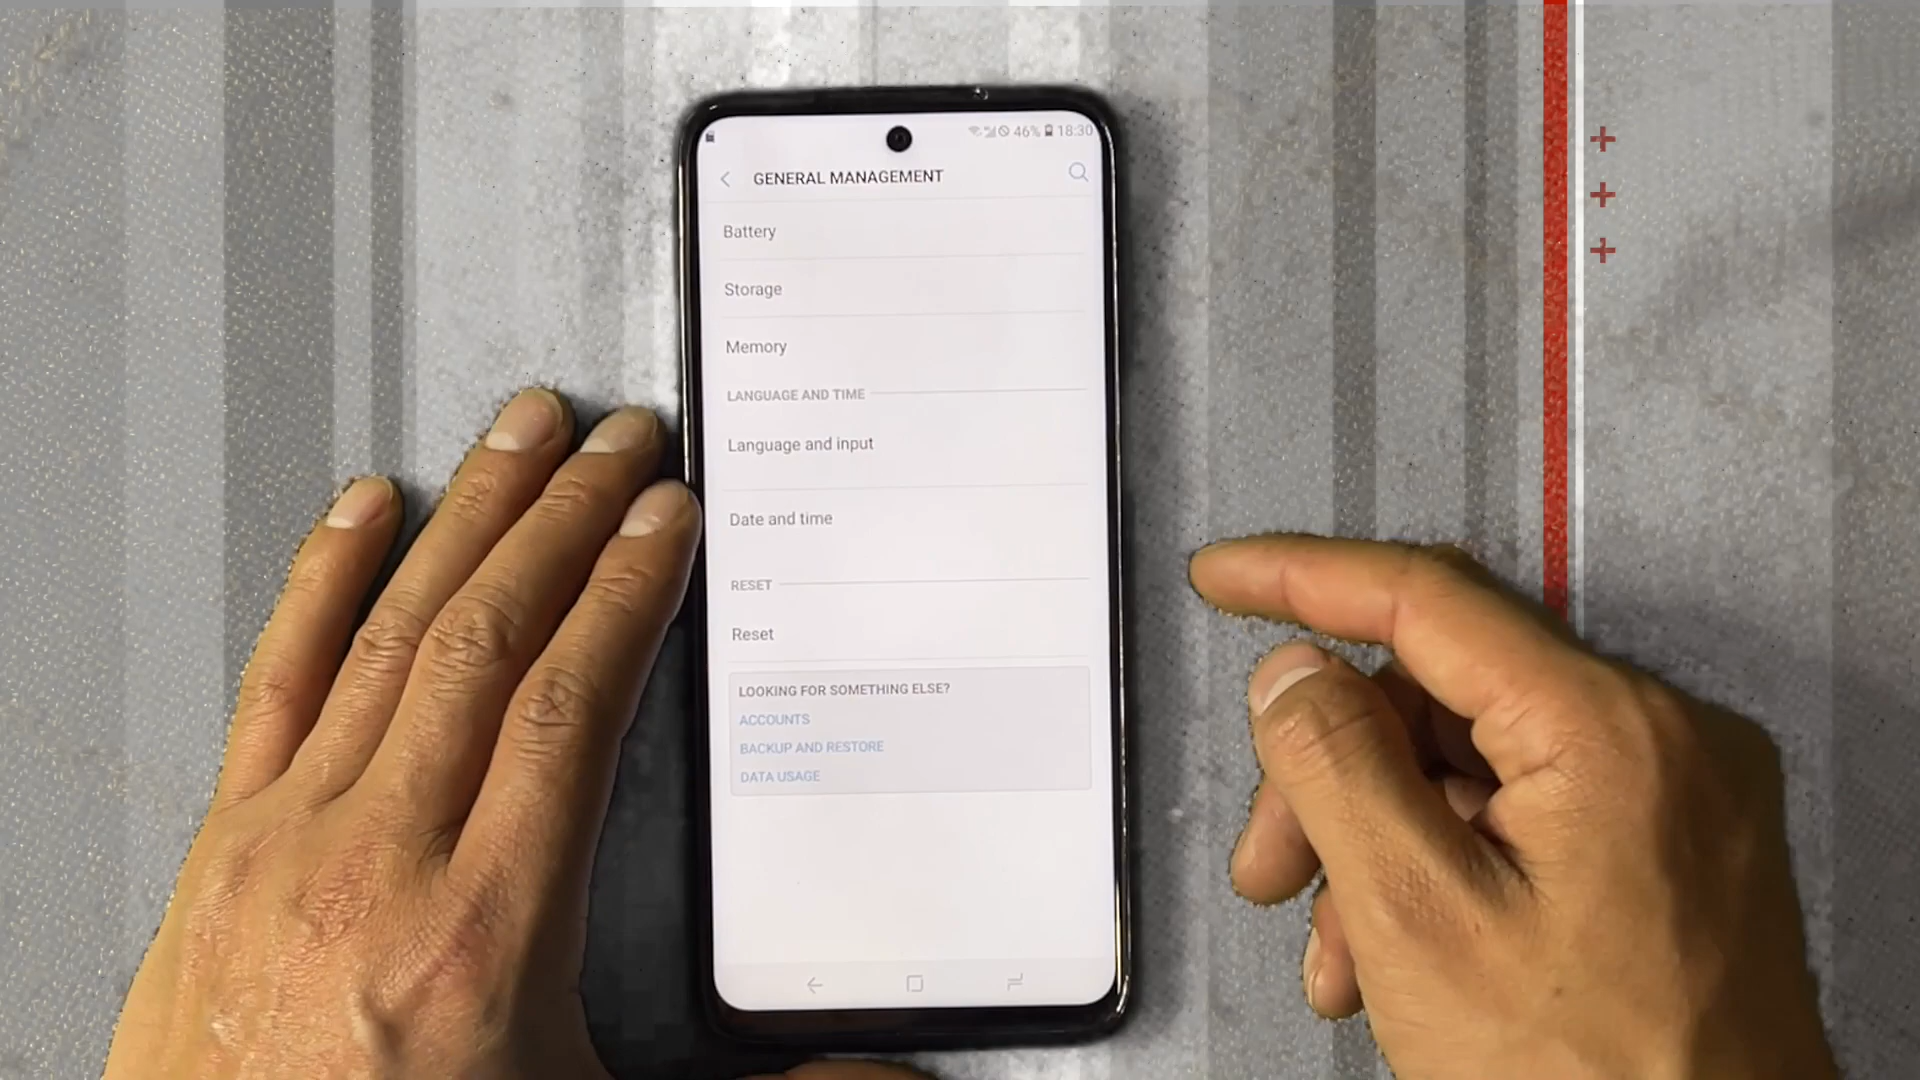 46% 18:30
GENERAL MANAGEMENT
Battery
Storage
Memory
LANGUAGE AND TIME
Language and input
Date and time
RESET
Reset
LOOKING FOR SOMETHING ELSE?
ACCOUNTS
BACKUP AND RESTORE
DATA USAGE